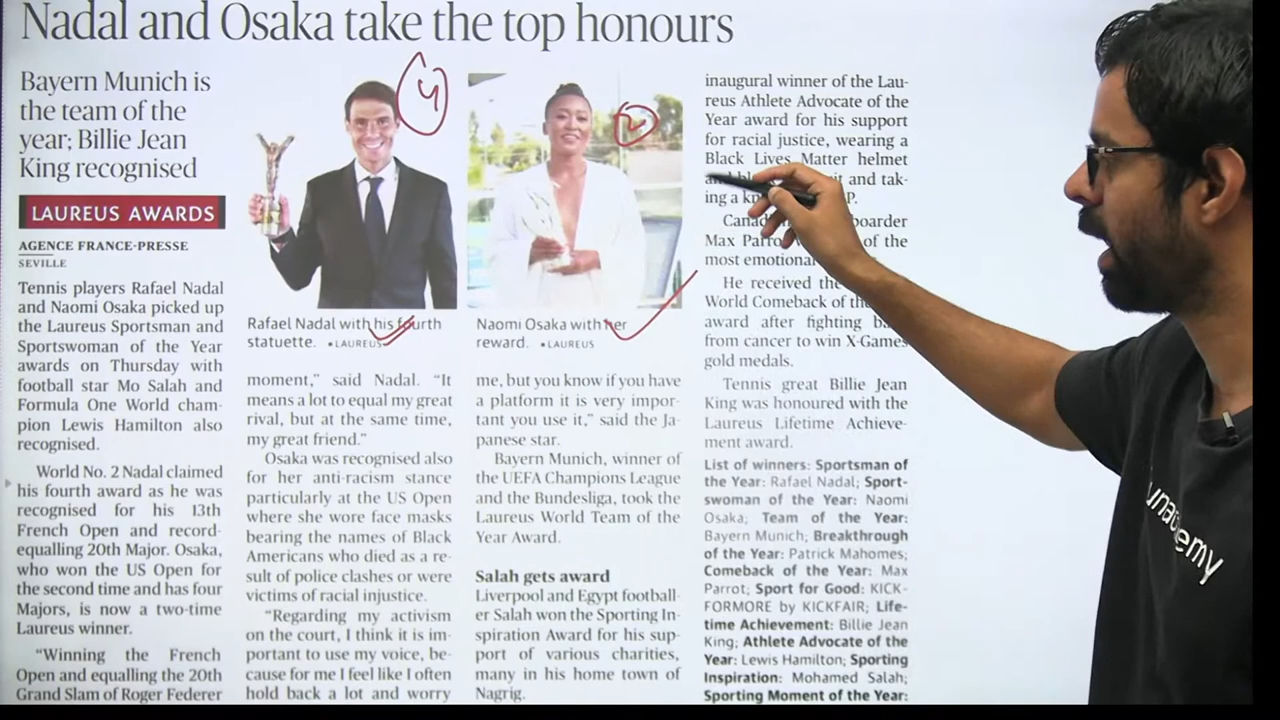 Nadal and Osaka take the top honours
Bayern Munich is
the team of the
year; Billie Jean
King recognised
LAUREUS AWARDS
AGENCE FRANCE-PRESSE
SEVILLE
Tennis players Rafael Nadal
and Naomi Osaka picked up
the Laureus Sportsman and
Sportswoman of the Year
awards on Thursday with
football star Mo Salah and
Formula One World cham-
pion Lewis Hamilton also
recognised.
World No. 2 Nadal claimed
his fourth award as he was
recognised for his 13th
French Open and record-
equalling 20th Major. Osaka,
who won the US Open for
the second time and has four
Majors, is now a two-time
Laureus winner.
"Winning the French
Open and equalling the 20th
Grand Slam of Roger Federer
4
Rafael Nadal with his fourth
statuette. •LAUREUS
moment," said Nadal. "It
means a lot to equal my great
rival, but at the same time,
my great friend."
Osaka was recognised also
for her anti-racism stance
particularly at the US Open
where she wore face masks
bearing the names of Black
Americans who died as a re-
sult of police clashes or were
victims of racial injustice.
"Regarding my activism
on the court, I think it is im-
portant to use my voice, be-
cause for me I feel like I often
hold back a lot and worry
2
Naomi Osaka with her
reward. •LAUREUS
me, but you know if you have
a platform it is very impor-
tant you use it," said the Ja-
panese star.
Bayern Munich, winner of
the UEFA Champions League
and the Bundesliga, took the
Laureus World Team of the
Year Award.
Salah gets award
Liverpool and Egypt football-
er Salah won the Sporting In-
spiration Award for his sup-
port of various charities,
many in his home town of
Nagrig.
inaugural winner of the Lau-
reus Athlete Advocate of the
Year award for his support
for racial justice, wearing a
Black Lives Matter helmet
and and tak-
ing a P.
Max Parro of the
most emotional
He received the
World Comeback of the
award after fighting
from cancer to win X-Games
gold medals.
Tennis great Billie Jean
King was honoured with the
Laureus Lifetime Achieve-
ment award.
List of winners: Sportsman of
the Year: Rafael Nadal; Sport-
swoman of the Year: Naomi
Osaka; Team of the Year:
Bayern Munich; Breakthrough
of the Year: Patrick Mahomes;
Comeback of the Year: Max
Parrot; Sport for Good: KICK-
FORMORE by KICKFAIR; Life-
time Achievement: Billie Jean
King; Athlete Advocate of the
Year: Lewis Hamilton; Sporting
Inspiration: Mohamed Salah;
Sporting Moment of the Year:
unacademy